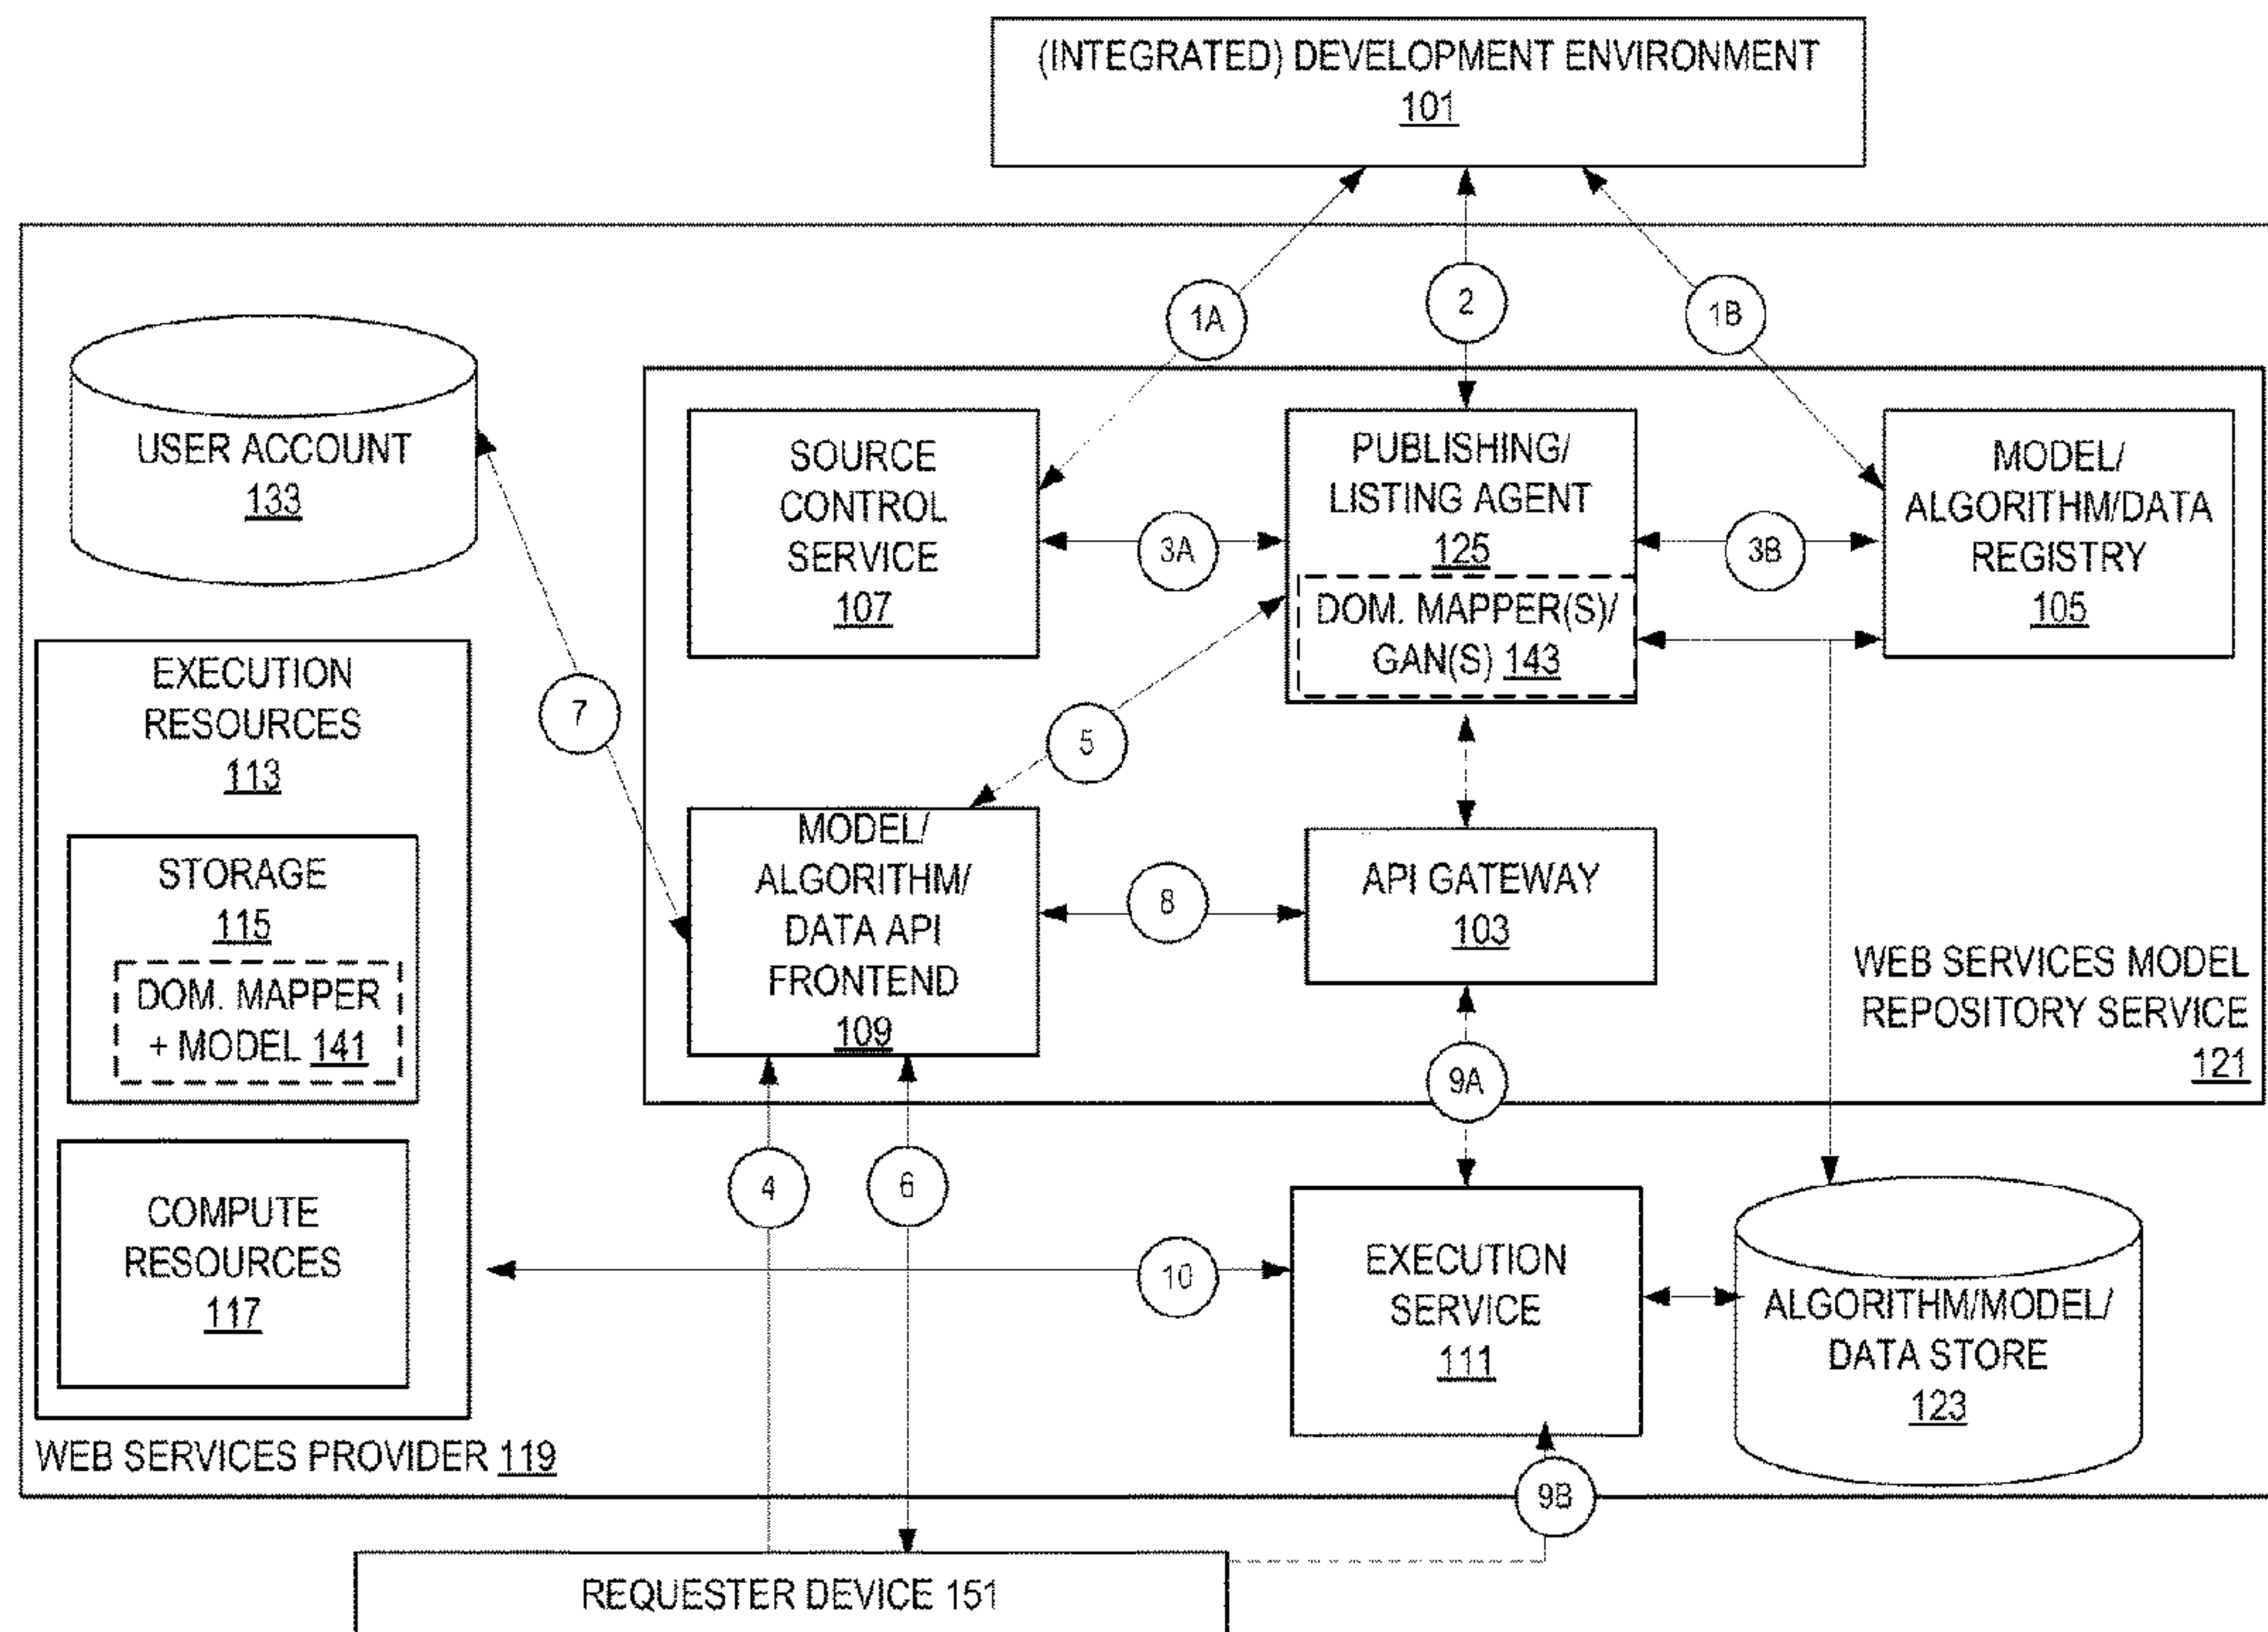 (INTEGRATED) DEVELOPMENT ENVIRONMENT
101
1A
2
1B
USER ACCOUNT
133
SOURCE
CONTROL
SERVICE
107
3A
PUBLISHING/
LISTING AGENT
125
DOM. MAPPER(S)/
GAN(S) 143
3B
MODEL/
ALGORITHM/DATA
REGISTRY
105
EXECUTION
RESOURCES
113
7
5
STORAGE
115
DOM. MAPPER
+ MODEL 141
MODEL/
ALGORITHM/
DATA API
FRONTEND
109
8
API GATEWAY
103
WEB SERVICES MODEL
REPOSITORY SERVICE
121
9A
COMPUTE
RESOURCES
117
4
6
10
EXECUTION
SERVICE
111
ALGORITHM/MODEL/
DATA STORE
123
WEB SERVICES PROVIDER 119
9B
REQUESTER DEVICE 151